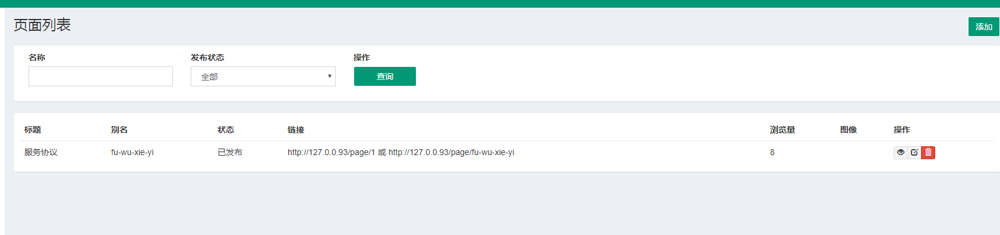 页面列表
添加
名称 发布状态 操作
全部 查询
标题 别名 状态 链接 浏览量 图像 操作
服务协议 fu-wu-xie-yi 已发布 http://127.0.0.93/page/1 或 http://127.0.0.93/page/fu-wu-xie-yi 8